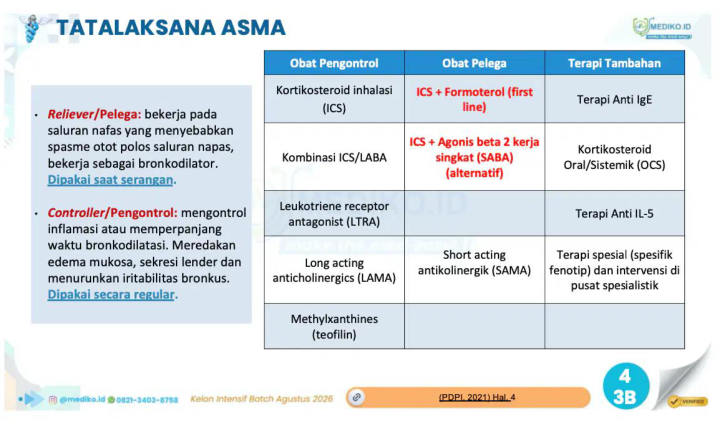 TATALAKSANA ASMA
MEDIKO.ID
• Reliever/Pelega: bekerja pada
saluran nafas yang menyebabkan
spasme otot polos saluran napas,
bekerja sebagai bronkodilator.
Dipakai saat serangan.
• Controller/Pengontrol: mengontrol
inflamasi atau memperpanjang
waktu bronkodilatasi. Meredakan
edema mukosa, sekresi lender dan
menurunkan iritabilitas bronkus.
Dipakai secara regular.
Obat Pengontrol
Obat Pelega
Terapi Tambahan
Kortikosteroid inhalasi
(ICS)
ICS + Formoterol (first
line)
Terapi Anti IgE
Kombinasi ICS/LABA
ICS + Agonis beta 2 kerja
singkat (SABA)
(alternatif)
Kortikosteroid
Oral/Sistemik (OCS)
Leukotriene receptor
antagonist (LTRA)
Terapi Anti IL-5
Long acting
anticholinergics (LAMA)
Short acting
antikolinergik (SAMA)
Terapi spesial (spesifik
fenotip) dan intervensi di
pusat spesialistik
Methylxanthines
(teofilin)
MEDIKO.ID
@mediko.id 0821-3403-8758 Kelon Intensif Batch Agustus 2026
(PDPI, 2021) Hal. 4
4
3B
VERIFIED